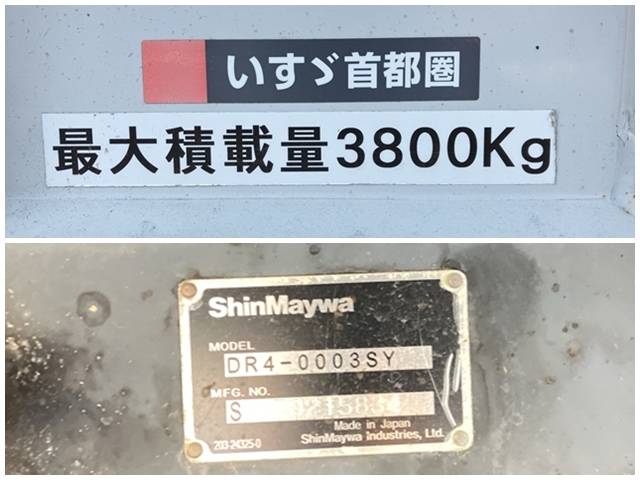 いすゞ首都圏
最大積載量3800Kg
ShinMaywa
MODEL
DR4-0003SY
MFG. NO.
S
Made in Japan
203-24325-0
ShinMaywa Industries, Ltd.